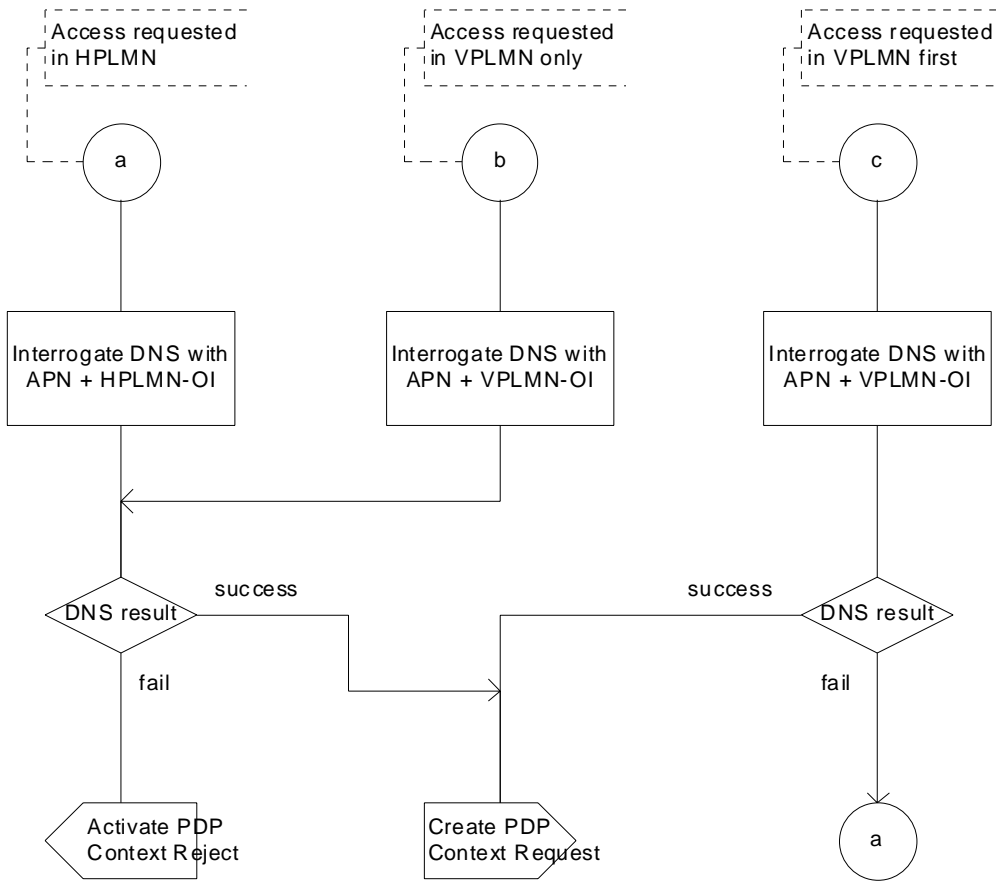 Access requested
in HPLMN
Access requested
in VPLMN only
Access requested
in VPLMN first
a
b
c
Interrogate DNS with
APN + HPLMN-OI
Interrogate DNS with
APN + VPLMN-OI
Interrogate DNS with
APN + VPLMN-OI
DNS result
success
success
DNS result
fail
fail
Activate PDP
Context Reject
Create PDP
Context Request
a